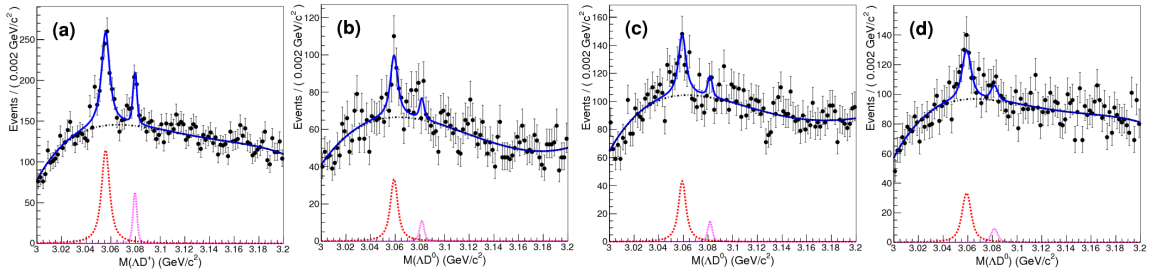 (a)
Events / ( 0.002 GeV/c²)
250
200
150
100
50
0
3 3.02 3.04 3.06 3.08 3.1 3.12 3.14 3.16 3.18 3.2
M(ΛD⁺) (GeV/c²)
(b)
Events / ( 0.002 GeV/c²)
120
100
80
60
40
20
0
3 3.02 3.04 3.06 3.08 3.1 3.12 3.14 3.16 3.18 3.2
M(ΛD⁰) (GeV/c²)
(c)
Events / ( 0.002 GeV/c²)
160
140
120
100
80
60
40
20
0
3 3.02 3.04 3.06 3.08 3.1 3.12 3.14 3.16 3.18 3.2
M(ΛD⁰) (GeV/c²)
(d)
Events / ( 0.002 GeV/c²)
140
120
100
80
60
40
20
0
3 3.02 3.04 3.06 3.08 3.1 3.12 3.14 3.16 3.18 3.2
M(ΛD⁰) (GeV/c²)